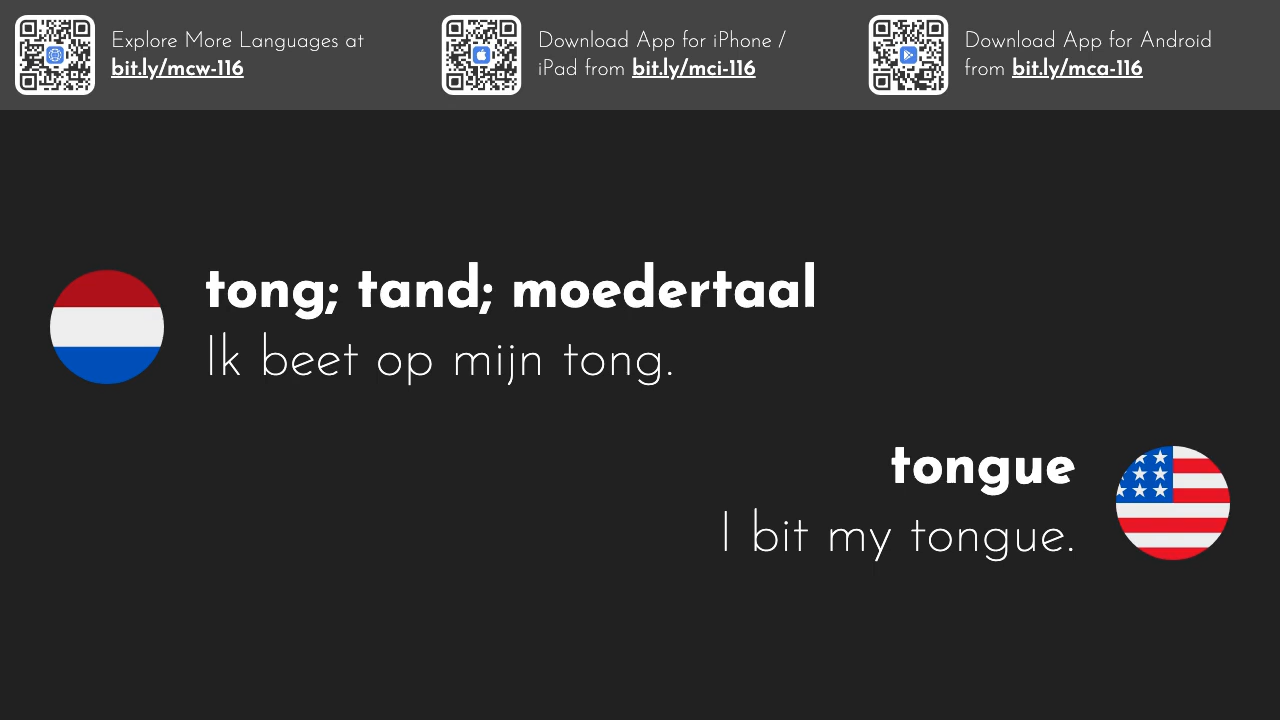 Explore More Languages at
bit.ly/mcw-116
Download App for iPhone /
iPad from bit.ly/mci-116
Download App for Android
from bit.ly/mca-116
tong; tand; moedertaal
Ik beet op mijn tong.
tongue
I bit my tongue.